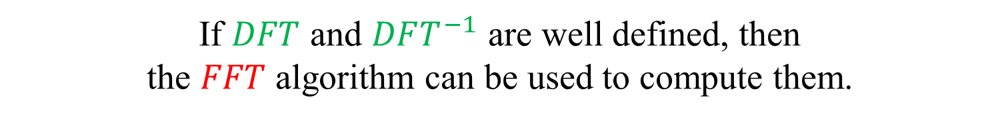 If DFT and DFT⁻¹ are well defined, then
the FFT algorithm can be used to compute them.